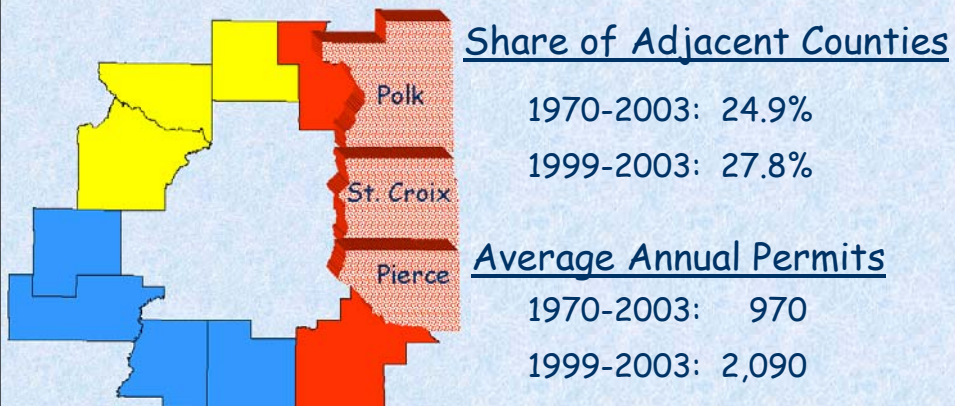 Polk
St. Croix
Pierce
Share of Adjacent Counties
1970-2003: 24.9%
1999-2003: 27.8%
Average Annual Permits
1970-2003: 970
1999-2003: 2,090